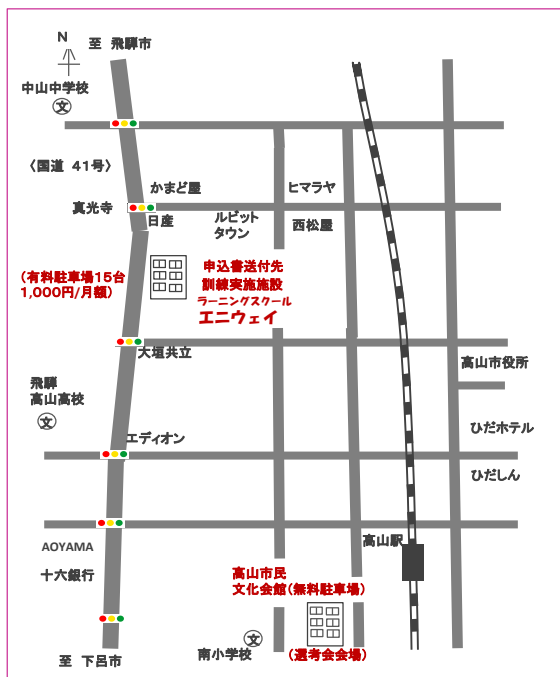 N
至 飛騨市
中山中学校
文
〈国道 41号〉
かまど屋
ヒマラヤ
真光寺
日産
ルビット
タウン
西松屋
(有料駐車場15台
1,000円/月額)
申込書送付先
訓練実施施設
ラーニングスクール
エニウェイ
大垣共立
高山市役所
飛騨
高山高校
文
ひだホテル
エディオン
ひだしん
AOYAMA
高山駅
十六銀行
高山市民
文化会館(無料駐車場)
文
南小学校
(選考会会場)
至 下呂市